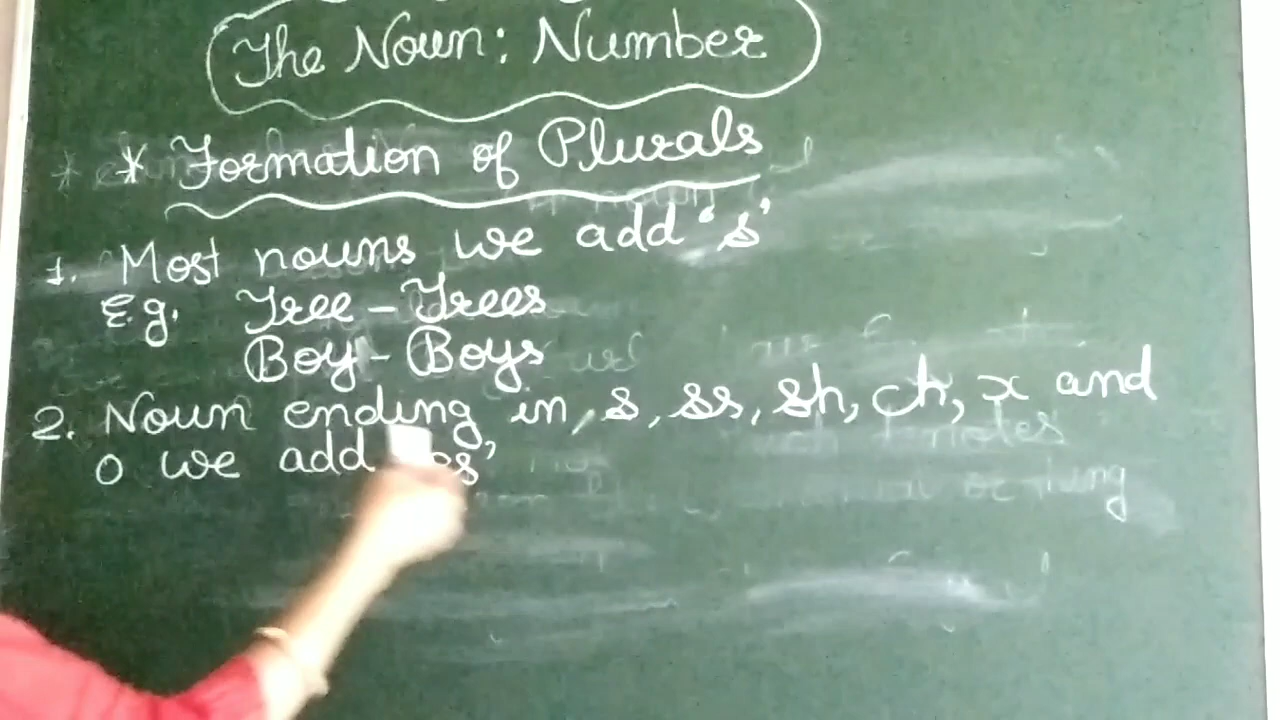 The Noun: Number
* Formation of Plurals
1. Most nouns we add 's'
E.g. Tree - Trees
Boy - Boys
2. Noun ending in, s, ss, sh, ch, x and
o we add es'